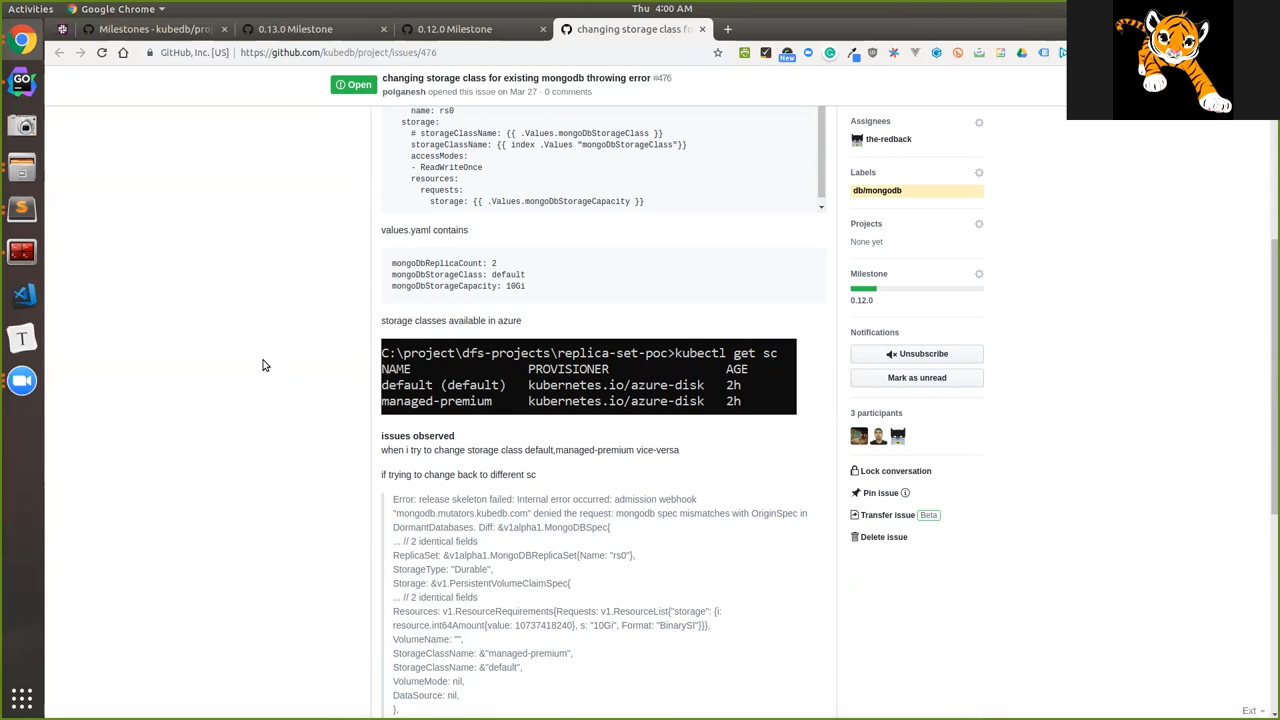 Activities
Google Chrome
Thu 4:00 AM
Milestones - kubedb/pro
0.13.0 Milestone
0.12.0 Milestone
changing storage class fo
GitHub, Inc. [US]
https://github.com/kubedb/project/issues/476
New
Open
changing storage class for existing mongodb throwing error #476
polganesh opened this issue on Mar 27 · 0 comments
name: rs0
storage:
# storageClassName: {{ .Values.mongoDbStorageClass }}
storageClassName: {{ index .Values "mongoDbStorageClass"}}
accessModes:
- ReadWriteOnce
resources:
requests:
storage: {{ .Values.mongoDbStorageCapacity }}
values.yaml contains
mongoDbReplicaCount: 2
mongoDbStorageClass: default
mongoDbStorageCapacity: 10Gi
storage classes available in azure
C:\project\dfs-projects\replica-set-poc>kubectl get sc
NAME PROVISIONER AGE
default (default) kubernetes.io/azure-disk 2h
managed-premium kubernetes.io/azure-disk 2h
issues observed
when i try to change storage class default,managed-premium vice-versa
if trying to change back to different sc
Error: release skeleton failed: Internal error occurred: admission webhook
"mongodb.mutators.kubedb.com" denied the request: mongodb spec mismatches with OriginSpec in
DormantDatabases. Diff: &v1alpha1.MongoDBSpec{
... // 2 identical fields
ReplicaSet: &v1alpha1.MongoDBReplicaSet{Name: "rs0"},
StorageType: "Durable",
Storage: &v1.PersistentVolumeClaimSpec{
... // 2 identical fields
Resources: v1.ResourceRequirements{Requests: v1.ResourceList{"storage": {i:
resource.int64Amount{value: 10737418240}, s: "10Gi", Format: "BinarySI"}}},
VolumeName: "",
StorageClassName: &"managed-premium",
StorageClassName: &"default",
VolumeMode: nil,
DataSource: nil,
},
Assignees
the-redback
Labels
db/mongodb
Projects
None yet
Milestone
0.12.0
Notifications
Unsubscribe
Mark as unread
3 participants
Lock conversation
Pin issue
Transfer issue Beta
Delete issue
Ext
GO
T